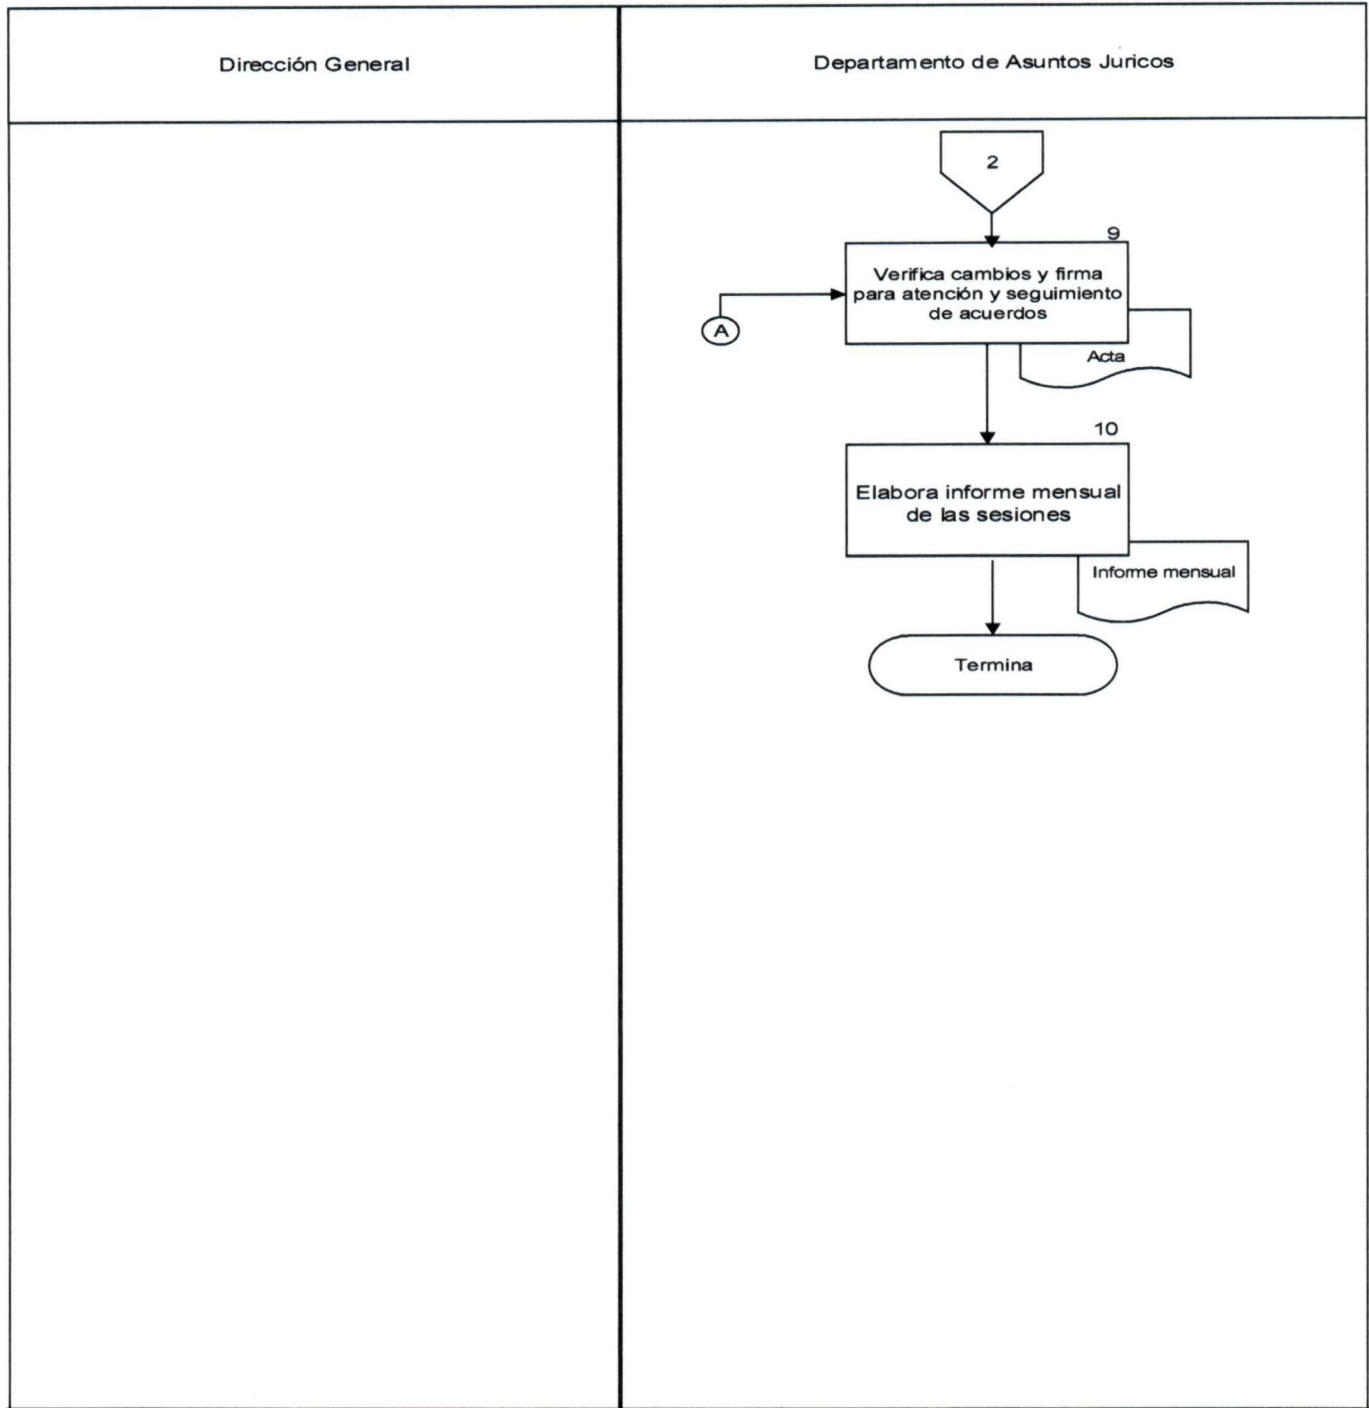 Dirección General
Departamento de Asuntos Juricos
2
9
Verifica cambios y firma
para atención y seguimiento
de acuerdos
A
Acta
10
Elabora informe mensual
de las sesiones
Informe mensual
Termina